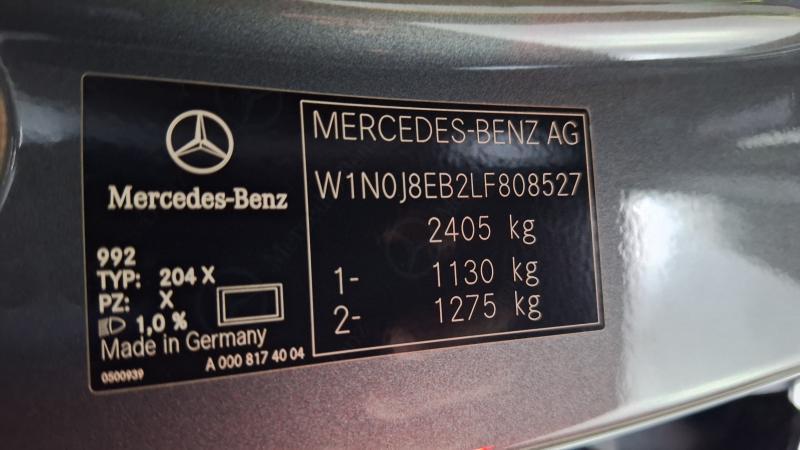 Mercedes-Benz
992
TYP: 204 X
PZ: X
1,0 %
Made in Germany
0500939
A 000 817 40 04
MERCEDES-BENZ AG
W1N0J8EB2LF808527
2405 kg
1- 1130 kg
2- 1275 kg